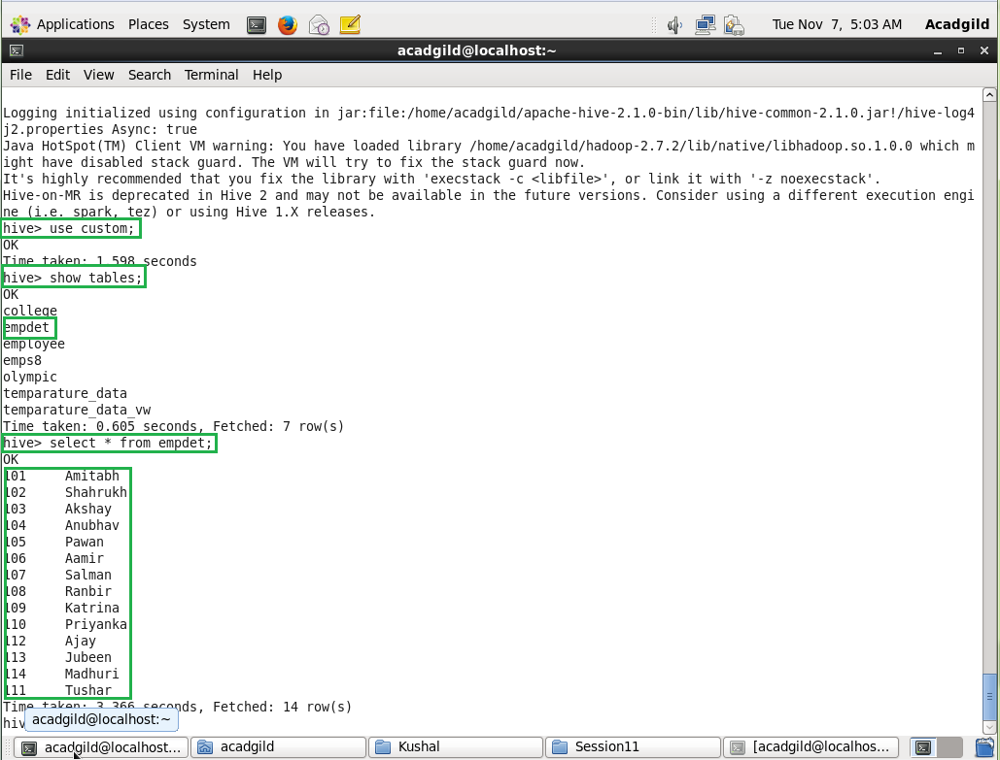 Applications Places System Tue Nov 7, 5:03 AM Acadgild
acadgild@localhost:~
File Edit View Search Terminal Help
Logging initialized using configuration in jar:file:/home/acadgild/apache-hive-2.1.0-bin/lib/hive-common-2.1.0.jar!/hive-log4
j2.properties Async: true
Java HotSpot(TM) Client VM warning: You have loaded library /home/acadgild/hadoop-2.7.2/lib/native/libhadoop.so.1.0.0 which m
ight have disabled stack guard. The VM will try to fix the stack guard now.
It's highly recommended that you fix the library with 'execstack -c <libfile>', or link it with '-z noexecstack'.
Hive-on-MR is deprecated in Hive 2 and may not be available in the future versions. Consider using a different execution engi
ne (i.e. spark, tez) or using Hive 1.X releases.
hive> use custom;
OK
Time taken: 1.598 seconds
hive> show tables;
OK
college
empdet
employee
emps8
olympic
temparature_data
temparature_data_vw
Time taken: 0.605 seconds, Fetched: 7 row(s)
hive> select * from empdet;
OK
101 Amitabh
102 Shahrukh
103 Akshay
104 Anubhav
105 Pawan
106 Aamir
107 Salman
108 Ranbir
109 Katrina
110 Priyanka
112 Ajay
113 Jubeen
114 Madhuri
111 Tushar
Time taken: 3.366 seconds, Fetched: 14 row(s)
hiv
acadgild@localhost:~
acadgild@localhost... acadgild Kushal Session11 [acadgild@localhos...